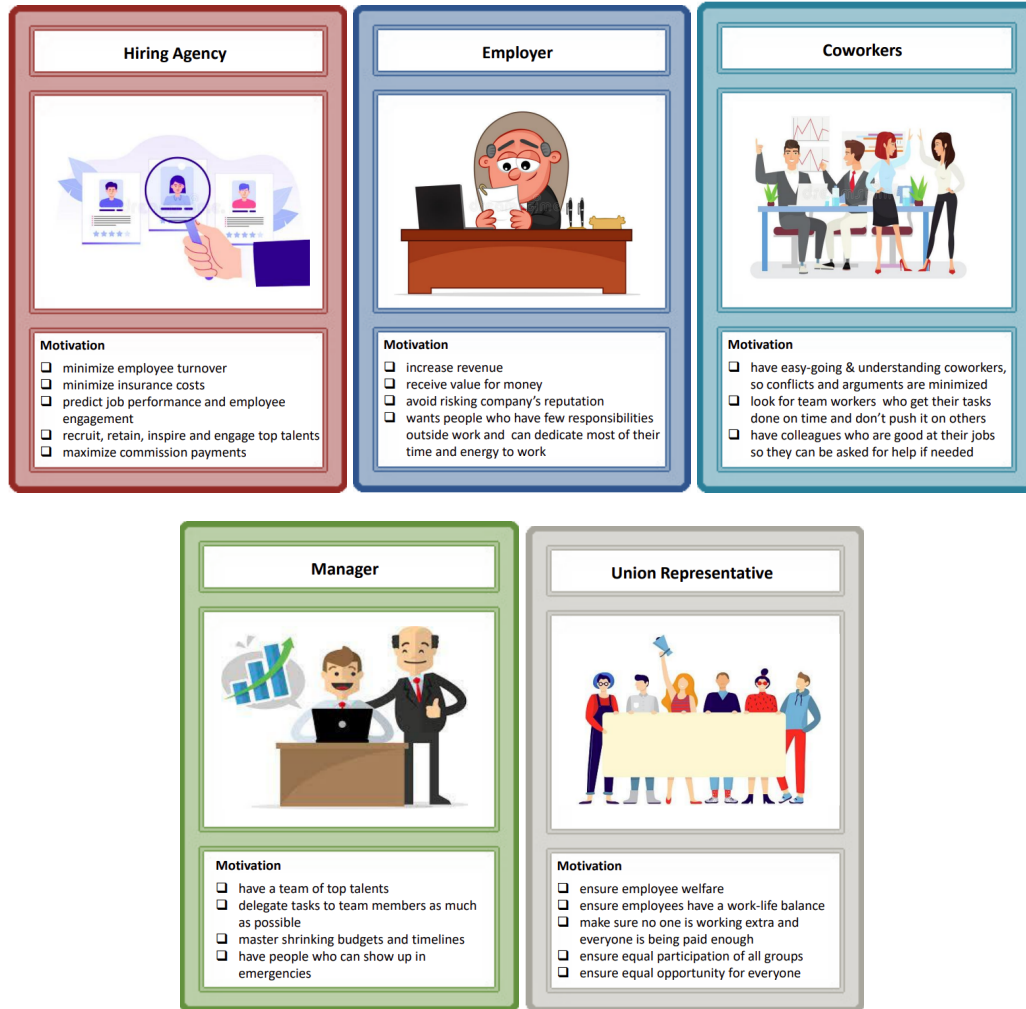 Hiring Agency
Motivation
❑ minimize employee turnover
❑ minimize insurance costs
❑ predict job performance and employee
engagement
❑ recruit, retain, inspire and engage top talents
❑ maximize commission payments
Employer
Motivation
❑ increase revenue
❑ receive value for money
❑ avoid risking company's reputation
❑ wants people who have few responsibilities
outside work and can dedicate most of their
time and energy to work
Coworkers
Motivation
❑ have easy-going & understanding coworkers,
so conflicts and arguments are minimized
❑ look for team workers who get their tasks
done on time and don't push it on others
❑ have colleagues who are good at their jobs
so they can be asked for help if needed
Manager
Motivation
❑ have a team of top talents
❑ delegate tasks to team members as much
as possible
❑ master shrinking budgets and timelines
❑ have people who can show up in
emergencies
Union Representative
Motivation
❑ ensure employee welfare
❑ ensure employees have a work-life balance
❑ make sure no one is working extra and
everyone is being paid enough
❑ ensure equal participation of all groups
❑ ensure equal opportunity for everyone